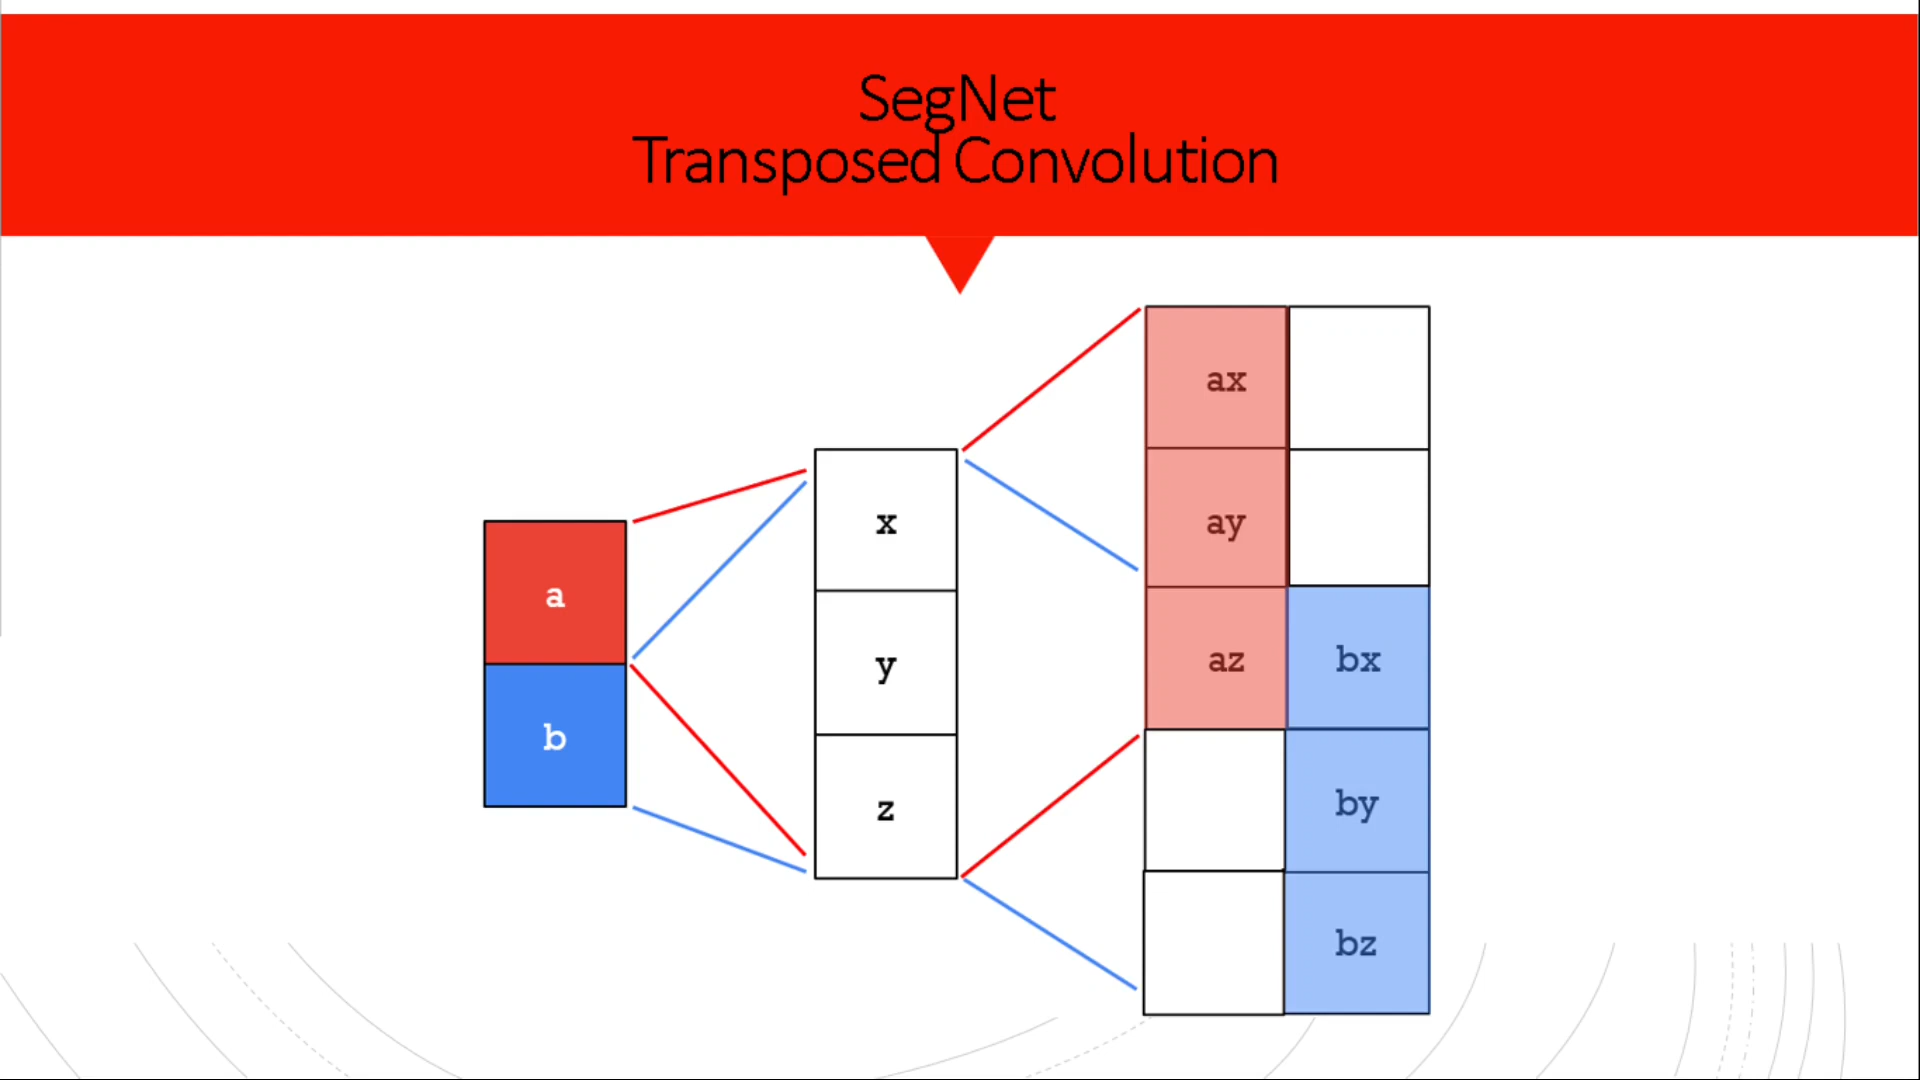 SegNet
Transposed Convolution
a
b
x
y
z
ax
ay
az bx
by
bz